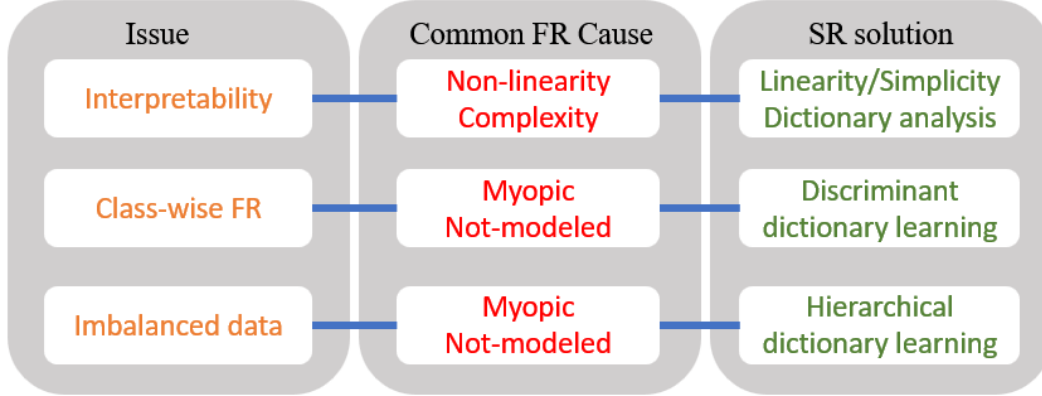 Issue
Common FR Cause
SR solution
Interpretability
Non-linearity
Complexity
Linearity/Simplicity
Dictionary analysis
Class-wise FR
Myopic
Not-modeled
Discriminant
dictionary learning
Imbalanced data
Myopic
Not-modeled
Hierarchical
dictionary learning